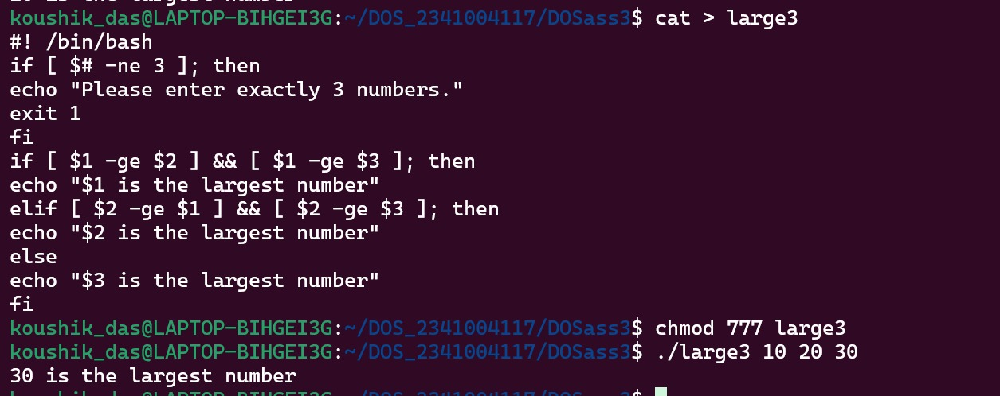 koushik_das@LAPTOP-BIHGEI3G:~/DOS_2341004117/DOSass3$ cat > large3
#! /bin/bash
if [ $# -ne 3 ]; then
echo "Please enter exactly 3 numbers."
exit 1
fi
if [ $1 -ge $2 ] && [ $1 -ge $3 ]; then
echo "$1 is the largest number"
elif [ $2 -ge $1 ] && [ $2 -ge $3 ]; then
echo "$2 is the largest number"
else
echo "$3 is the largest number"
fi
koushik_das@LAPTOP-BIHGEI3G:~/DOS_2341004117/DOSass3$ chmod 777 large3
koushik_das@LAPTOP-BIHGEI3G:~/DOS_2341004117/DOSass3$ ./large3 10 20 30
30 is the largest number